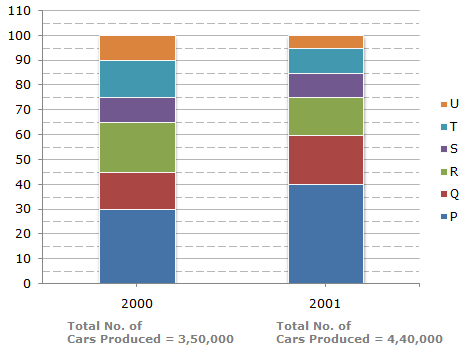 110
100
90
80
70
60
50
40
30
20
10
0
U
T
S
R
Q
P
2000
2001
Total No. of
Cars Produced = 3,50,000
Total No. of
Cars Produced = 4,40,000